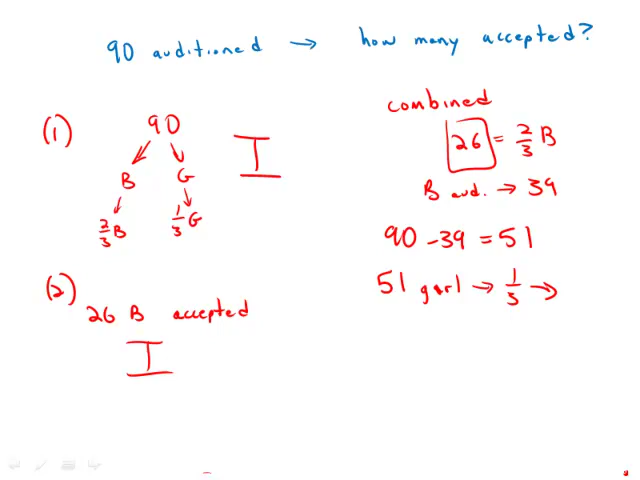 90 auditioned → how many accepted?
(1)
90
I
B G
2/3 B 1/3 G
(2)
26 B accepted
I
combined
26 = 2/3 B
B aud. → 39
90 - 39 = 51
51 girl → 1/3 →